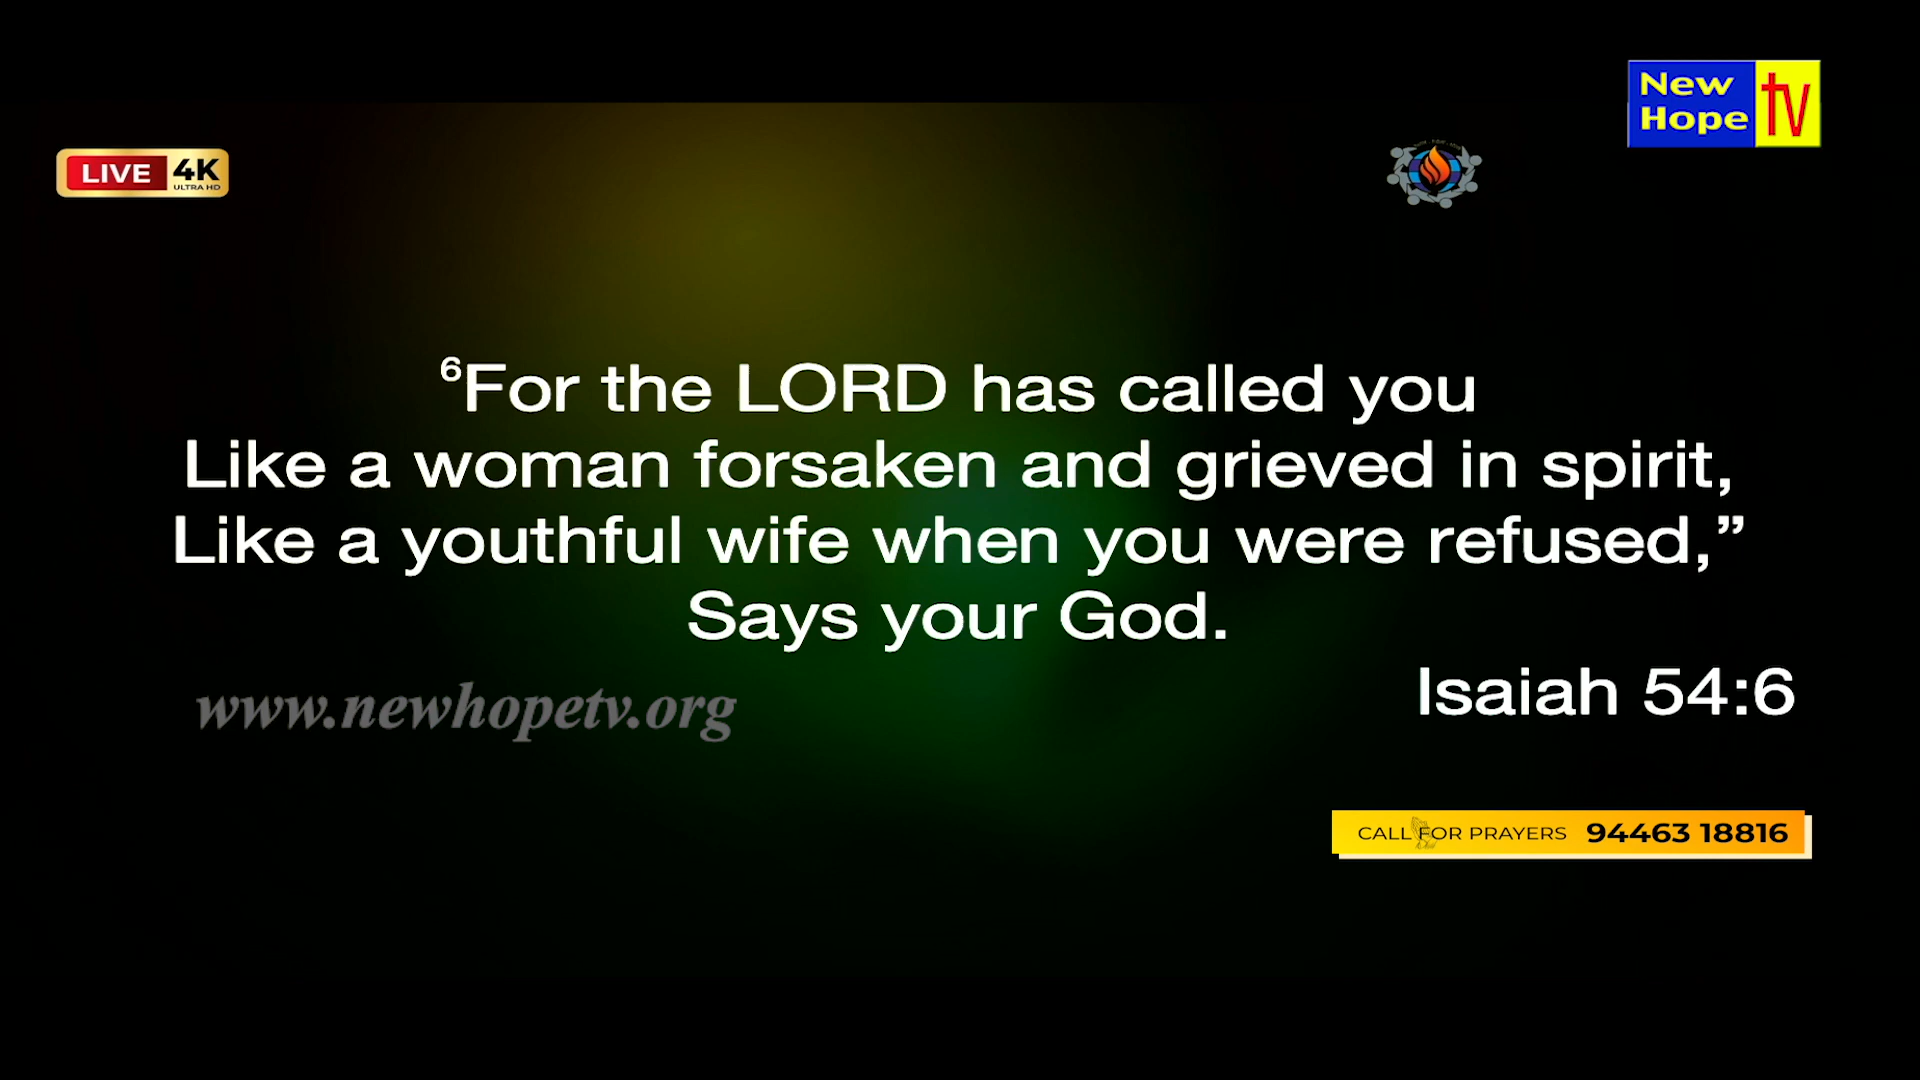 New
Hope
tv
LIVE 4K
ULTRA HD
⁶For the LORD has called you
Like a woman forsaken and grieved in spirit,
Like a youthful wife when you were refused,”
Says your God.
Isaiah 54:6
www.newhopetv.org
CALL FOR PRAYERS 94463 18816